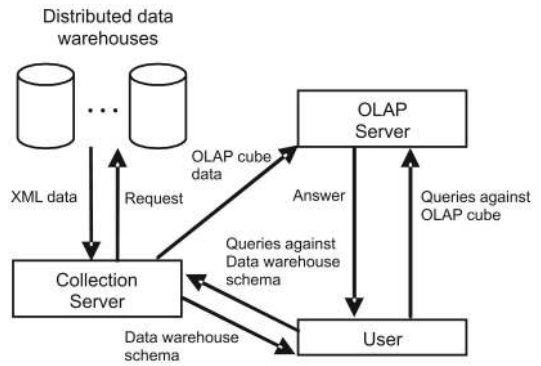 Distributed data
warehouses
...
OLAP
Server
OLAP cube
data
XML data
Request
Answer
Queries against
OLAP cube
Queries against
Data warehouse
schema
Collection
Server
Data warehouse
schema
User